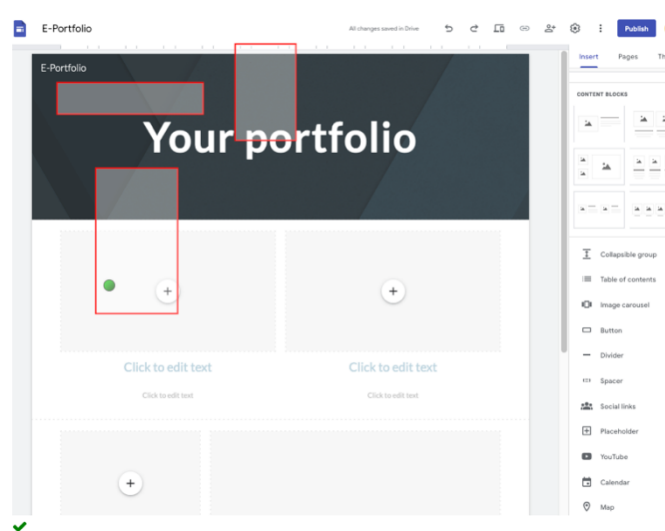 E-Portfolio
All changes saved in Drive
Publish
Insert Pages Th
E-Portfolio
Your portfolio
CONTENT BLOCKS
Collapsible group
Table of contents
Image carousel
Button
Divider
Spacer
Social links
Placeholder
YouTube
Calendar
Map
Click to edit text
Click to edit text
Click to edit text
Click to edit text